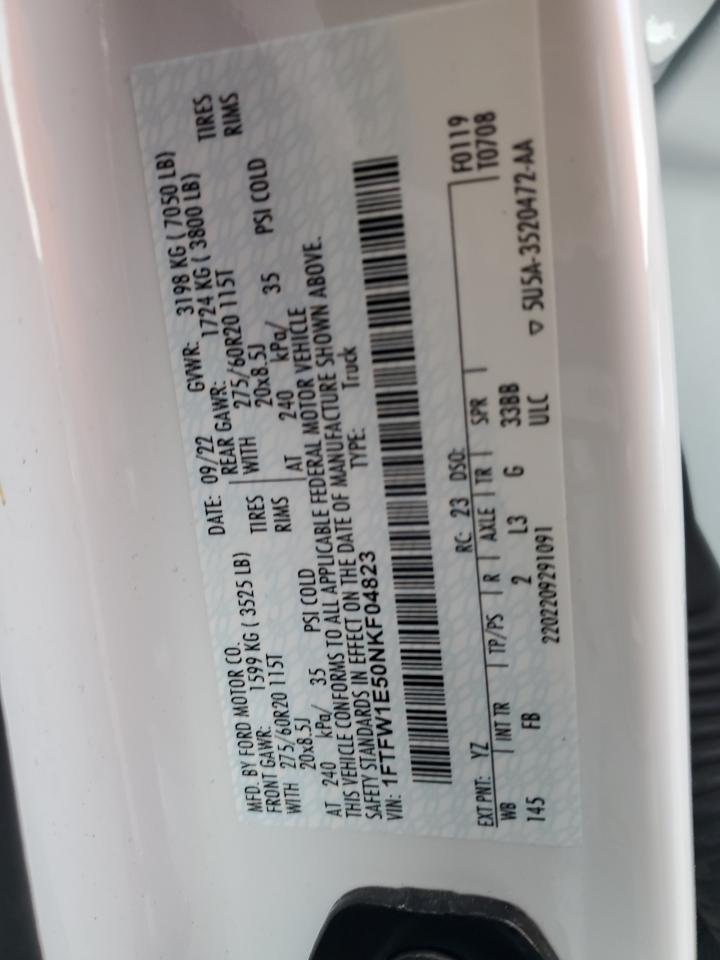 MFD. BY FORD MOTOR CO.
DATE: 09/22 GVWR: 3198 KG ( 7050 LB)
FRONT GAWR: 1599 KG ( 3525 LB)
REAR GAWR: 1724 KG ( 3800 LB)
WITH 275/60R20 115T TIRES
WITH 275/60R20 115T TIRES
20x8.5J RIMS
20x8.5J RIMS
AT 240 kPa/ 35 PSI COLD
AT 240 kPa/ 35 PSI COLD
THIS VEHICLE CONFORMS TO ALL APPLICABLE FEDERAL MOTOR VEHICLE
SAFETY STANDARDS IN EFFECT ON THE DATE OF MANUFACTURE SHOWN ABOVE.
VIN: 1FTFW1E50NKF04823 TYPE: Truck
F0119
T0708
EXT PNT: YZ RC: 23 DSO:
WB INT TR TP/PS R AXLE TR SPR
145 FB 2 L3 G 33BB
2202209291091 ULC ▽ 5U5A-3520472-AA